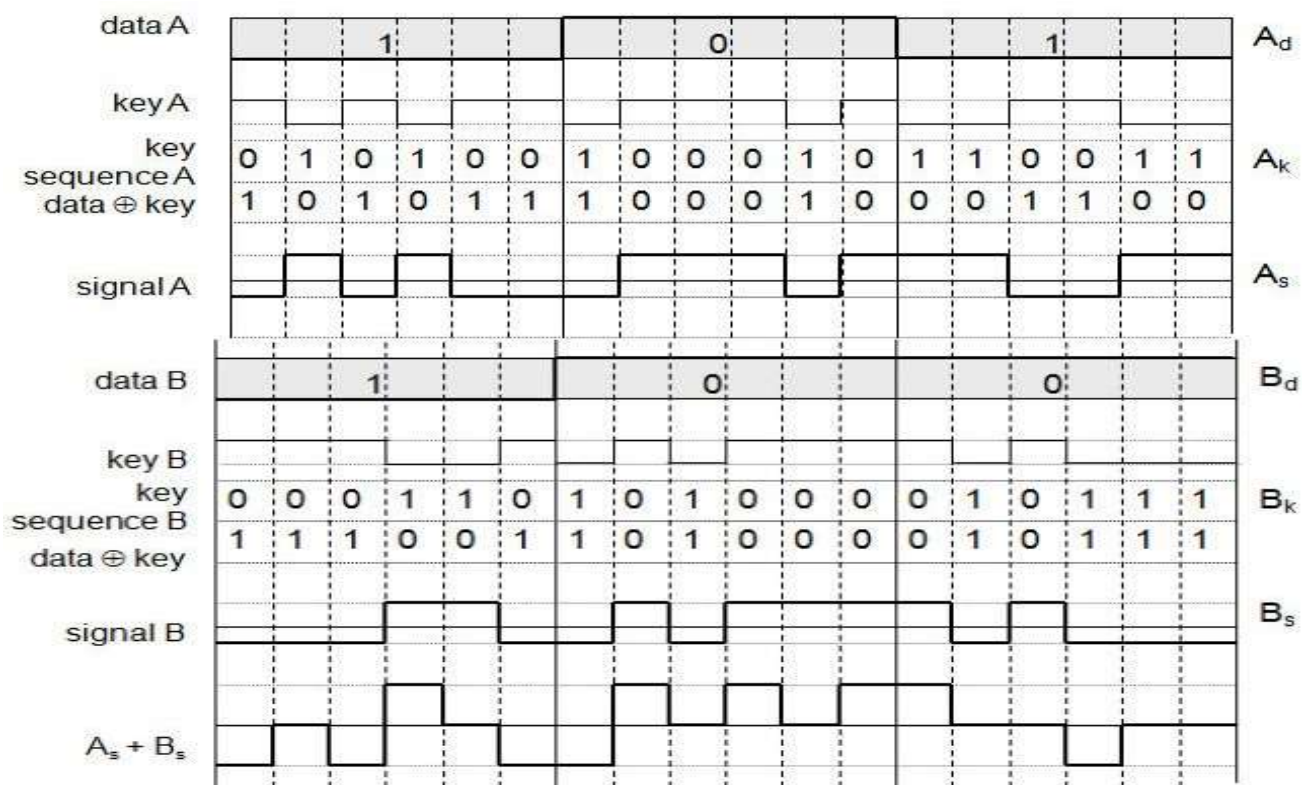 data A 1 0 1 A_d
key A
key
sequence A 0 1 0 1 0 0 1 0 0 0 1 0 1 1 0 0 1 1 A_k
data ⊕ key 1 0 1 0 1 1 1 0 0 0 1 0 0 0 1 1 0 0
signal A A_s
data B 1 0 0 B_d
key B
key
sequence B 0 0 0 1 1 0 1 0 1 0 0 0 0 1 0 1 1 1 B_k
data ⊕ key 1 1 1 0 0 1 1 0 1 0 0 0 0 1 0 1 1 1
signal B B_s
A_s + B_s